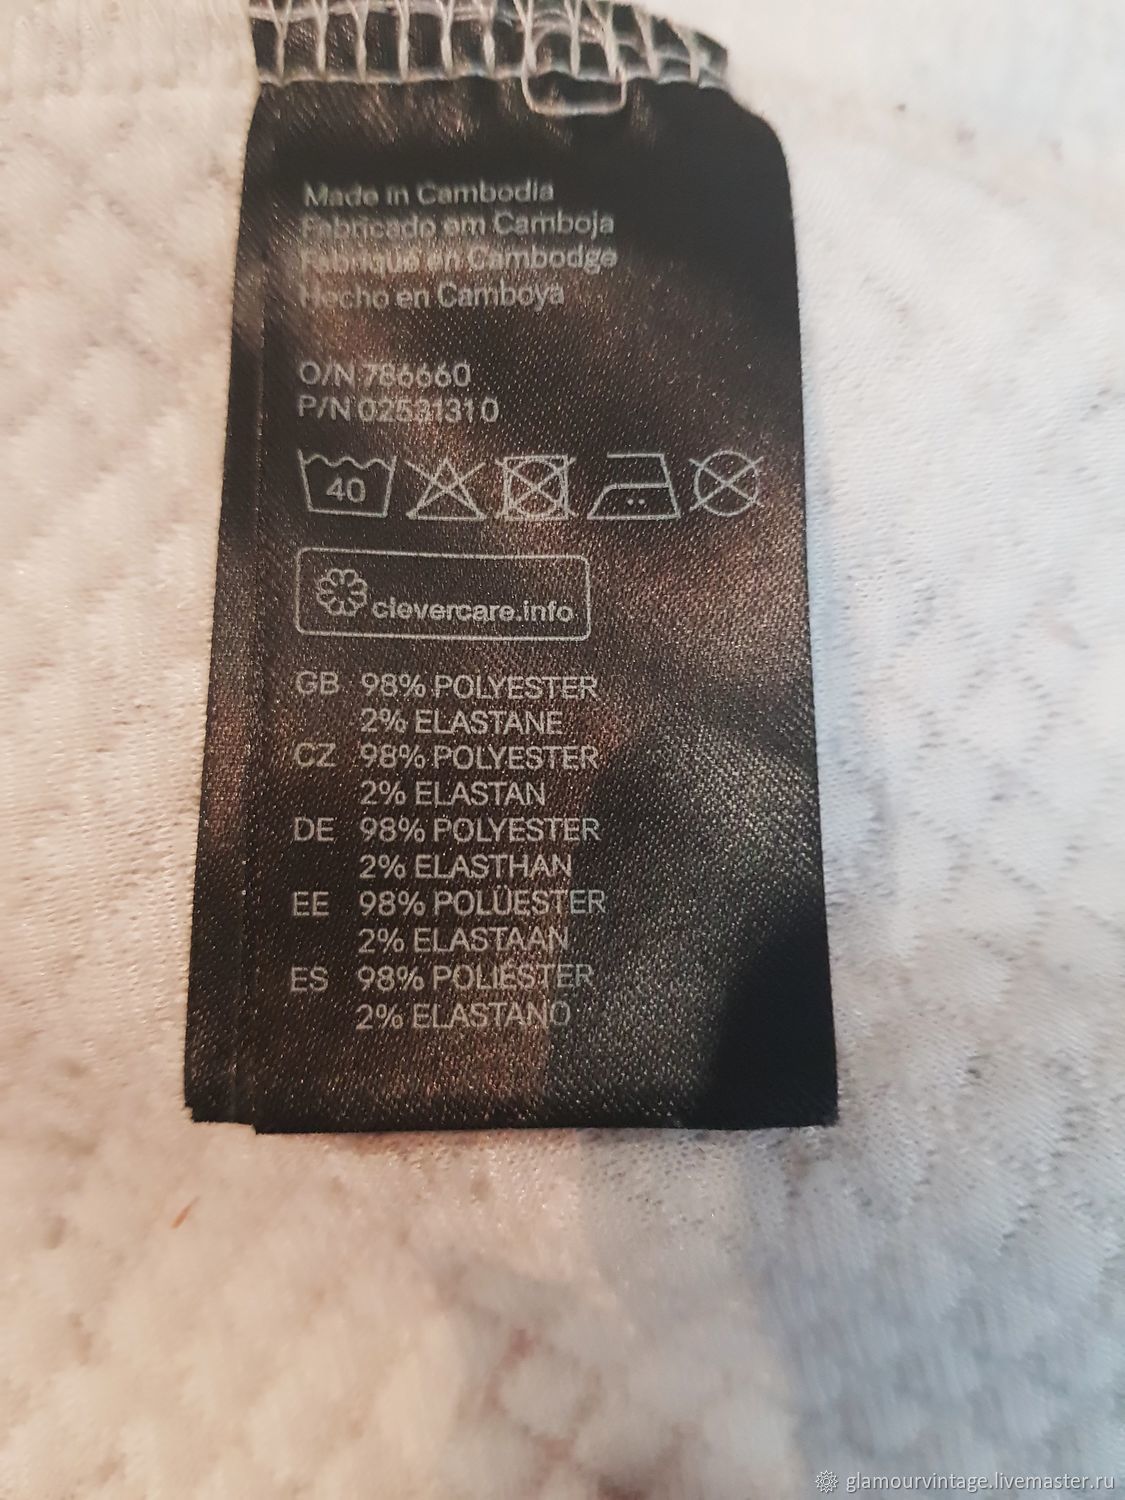 Made in Cambodia
Fabricado em Camboja
Fabriqué en Cambodge
Hecho en Camboya
O/N 786660
P/N 02531310
40
clevercare.info
GB 98% POLYESTER
2% ELASTANE
CZ 98% POLYESTER
2% ELASTAN
DE 98% POLYESTER
2% ELASTHAN
EE 98% POLÜESTER
2% ELASTAAN
ES 98% POLIÉSTER
2% ELASTANO
glamourvintage.livemaster.ru